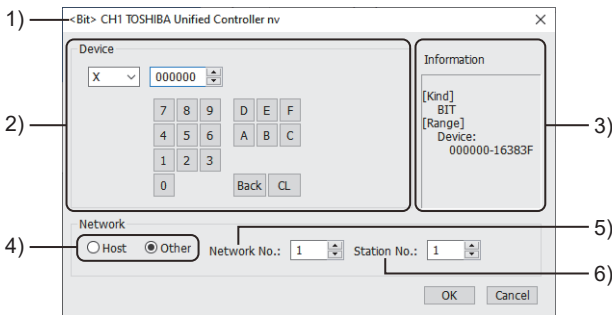 1)
<Bit> CH1 TOSHIBA Unified Controller nv
Device
X 000000
7 8 9 D E F
4 5 6 A B C
1 2 3
0 Back CL
2)
Information
[Kind]
BIT
[Range]
Device:
000000-16383F
3)
Network
4)
Host Other Network No.: 1 Station No.: 1
5)
6)
OK Cancel